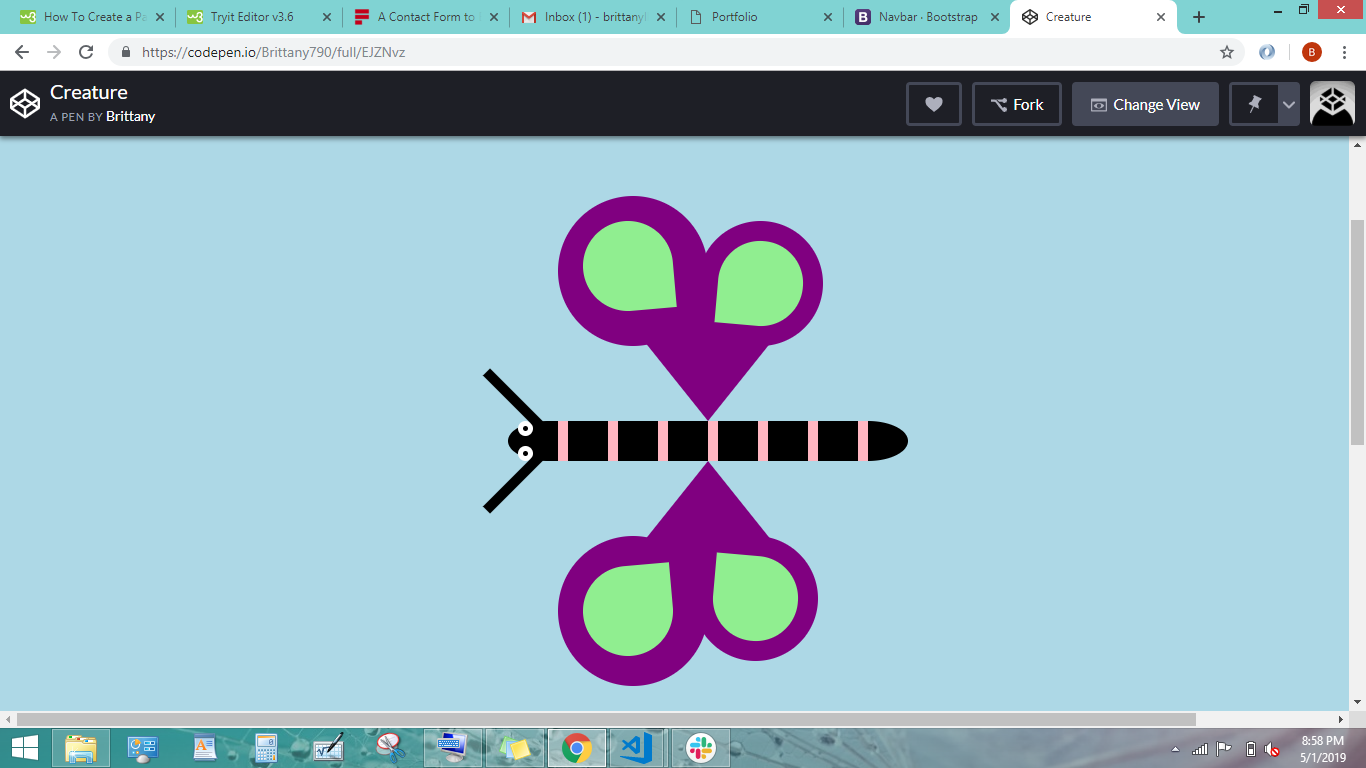 How To Create a Pa
Tryit Editor v3.6
A Contact Form to
Inbox (1) - brittany
Portfolio
Navbar · Bootstrap
Creature
https://codepen.io/Brittany790/full/EJZNvz
B
Creature
A PEN BY Brittany
Fork
Change View
8:58 PM
5/1/2019